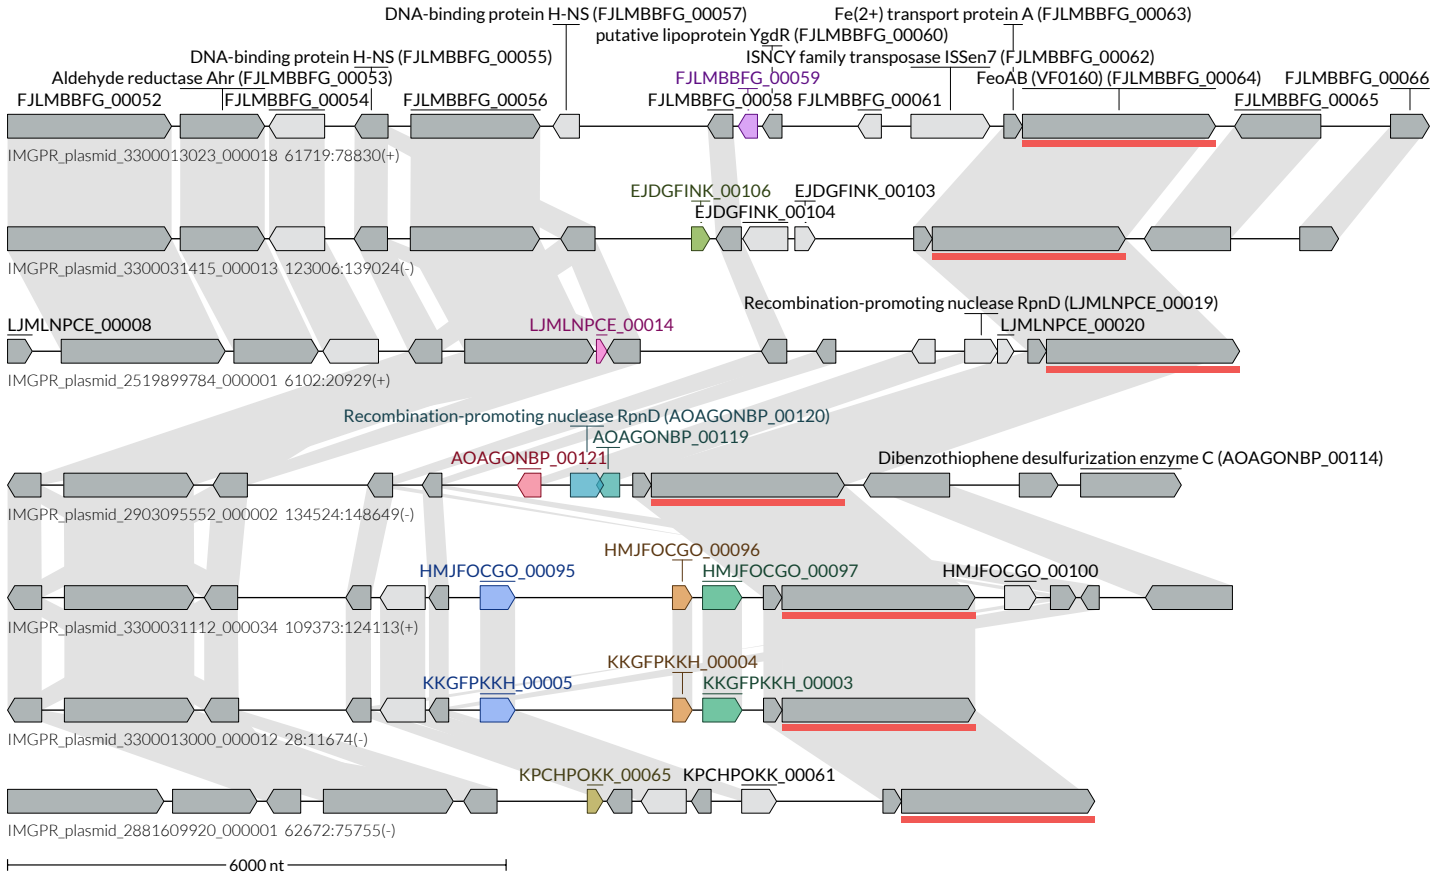 DNA-binding protein H-NS (FJLMBBFG_00057) Fe(2+) transport protein A (FJLMBBFG_00063)
putative lipoprotein YgdR (FJLMBBFG_00060)
DNA-binding protein H-NS (FJLMBBFG_00055) ISNCY family transposase ISSen7 (FJLMBBFG_00062)
Aldehyde reductase Ahr (FJLMBBFG_00053) FJLMBBFG_00059 FeoAB (VF0160) (FJLMBBFG_00064) FJLMBBFG_00066
FJLMBBFG_00052 FJLMBBFG_00054 FJLMBBFG_00056 FJLMBBFG_00058 FJLMBBFG_00061 FJLMBBFG_00065
IMGPR_plasmid_3300013023_000018 61719:78830(+)
EJDGFINK_00106 EJDGFINK_00103
EJDGFINK_00104
IMGPR_plasmid_3300031415_000013 123006:139024(-)
Recombination-promoting nuclease RpnD (LJMLNPCE_00019)
LJMLNPCE_00008 LJMLNPCE_00014 LJMLNPCE_00020
IMGPR_plasmid_2519899784_000001 6102:20929(+)
Recombination-promoting nuclease RpnD (AOAGONBP_00120)
AOAGONBP_00119
AOAGONBP_00121 Dibenzothiophene desulfurization enzyme C (AOAGONBP_00114)
IMGPR_plasmid_2903095552_000002 134524:148649(-)
HMJFOCGO_00096
HMJFOCGO_00095 HMJFOCGO_00097 HMJFOCGO_00100
IMGPR_plasmid_3300031112_000034 109373:124113(+)
KKGFPKKH_00004
KKGFPKKH_00005 KKGFPKKH_00003
IMGPR_plasmid_3300013000_000012 28:11674(-)
KPCHPOKK_00065 KPCHPOKK_00061
IMGPR_plasmid_2881609920_000001 62672:75755(-)
6000 nt